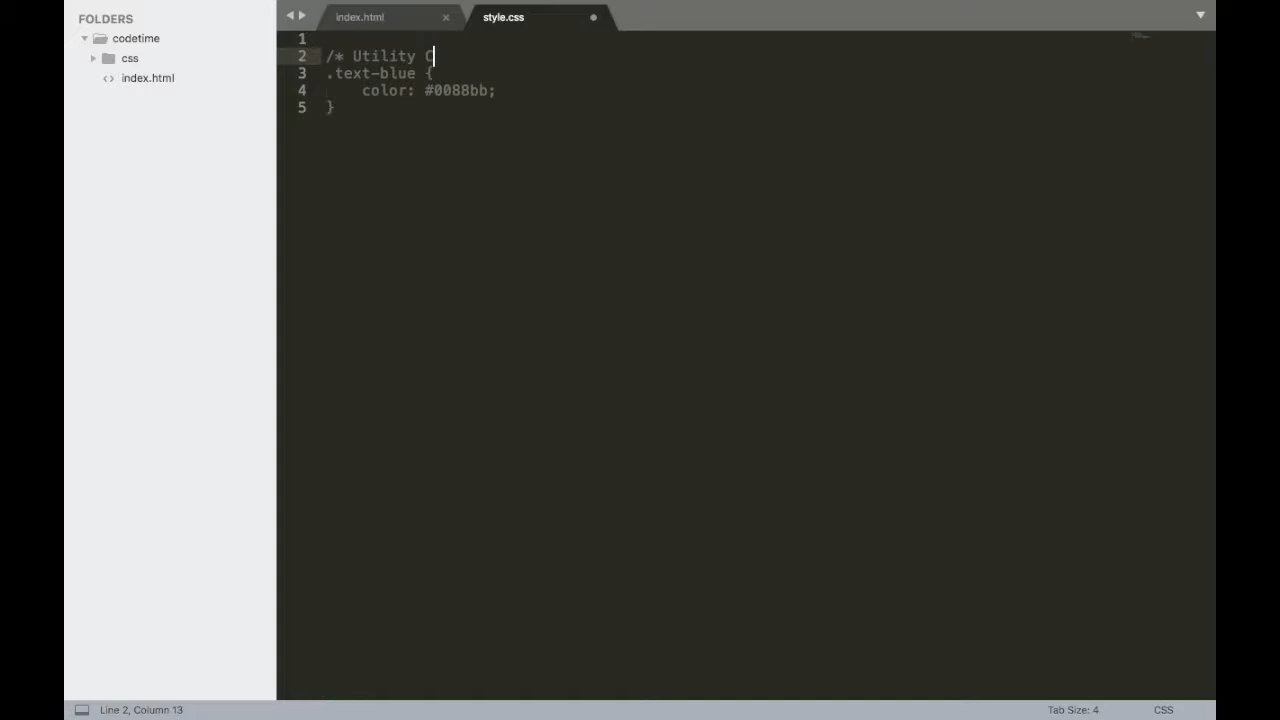 FOLDERS
codetime
css
index.html
index.html
style.css
1
2 /* Utility C
3 .text-blue {
4 color: #0088bb;
5 }
Line 2, Column 13
Tab Size: 4
CSS